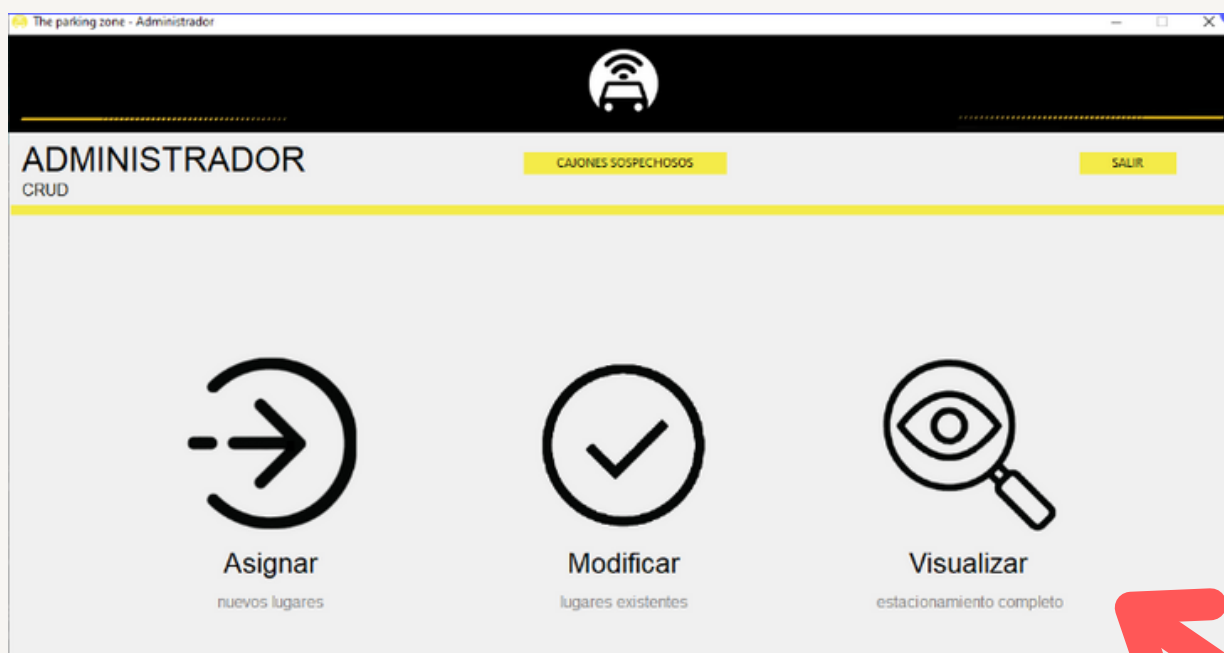 The parking zone - Administrador
ADMINISTRADOR
CRUD
CAJONES SOSPECHOSOS
SALIR
Asignar
nuevos lugares
Modificar
lugares existentes
Visualizar
estacionamiento completo